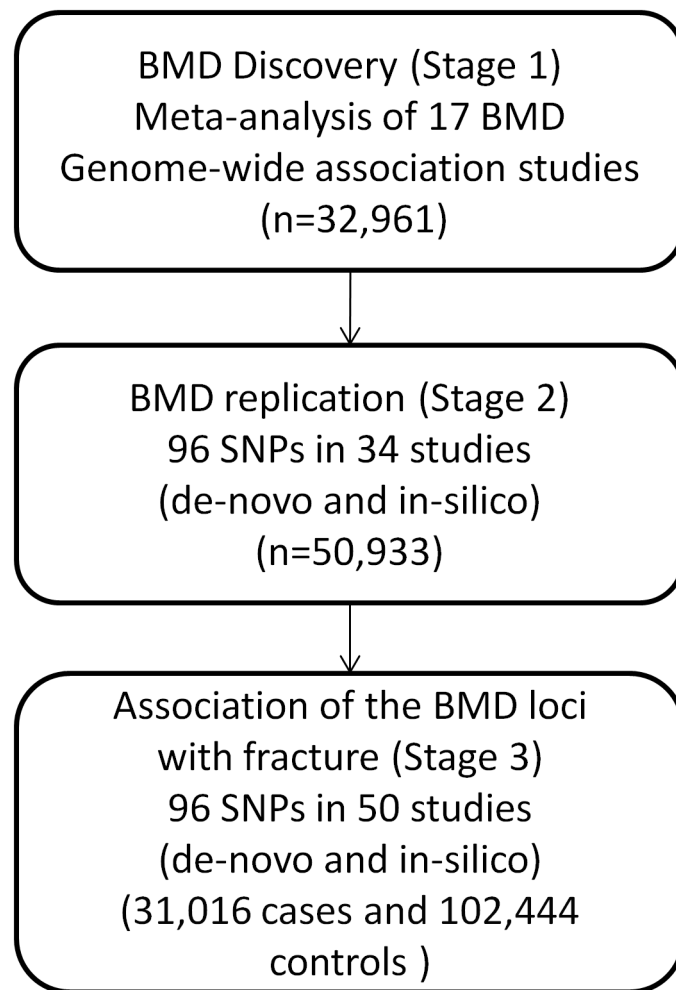 BMD Discovery (Stage 1)
Meta-analysis of 17 BMD
Genome-wide association studies
(n=32,961)
BMD replication (Stage 2)
96 SNPs in 34 studies
(de-novo and in-silico)
(n=50,933)
Association of the BMD loci
with fracture (Stage 3)
96 SNPs in 50 studies
(de-novo and in-silico)
(31,016 cases and 102,444
controls )